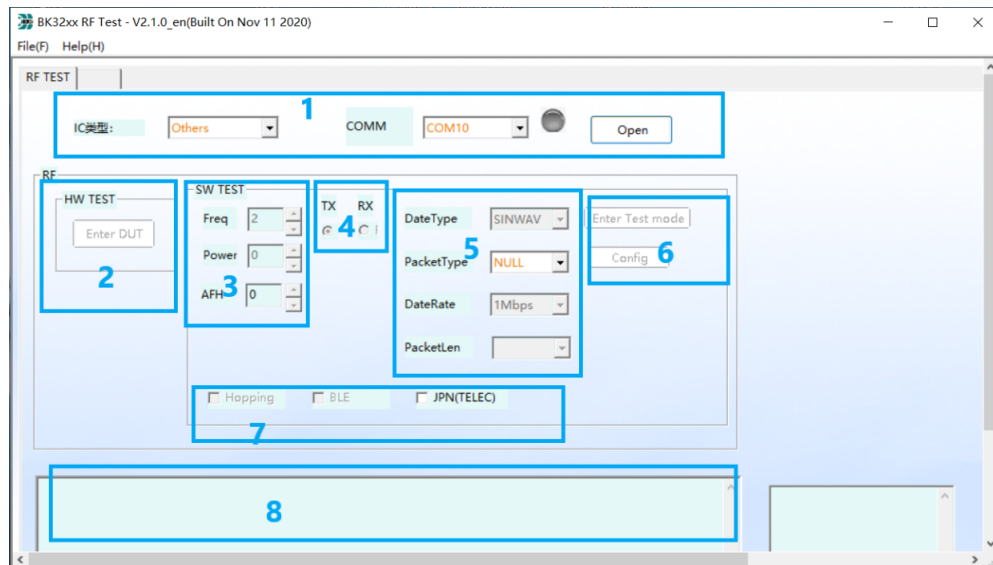 BK32xx RF Test - V2.1.0_en(Built On Nov 11 2020)
File(F) Help(H)
RF TEST
1
IC类型: Others COMM COM10 Open
RF
HW TEST
Enter DUT
2
SW TEST
Freq 2
Power 0
AFH 0
3
TX RX
4
DateType SINWAV
PacketType NULL
DateRate 1Mbps
PacketLen
5
Enter Test mode
Config
6
Hopping BLE JPN(TELEC)
7
8